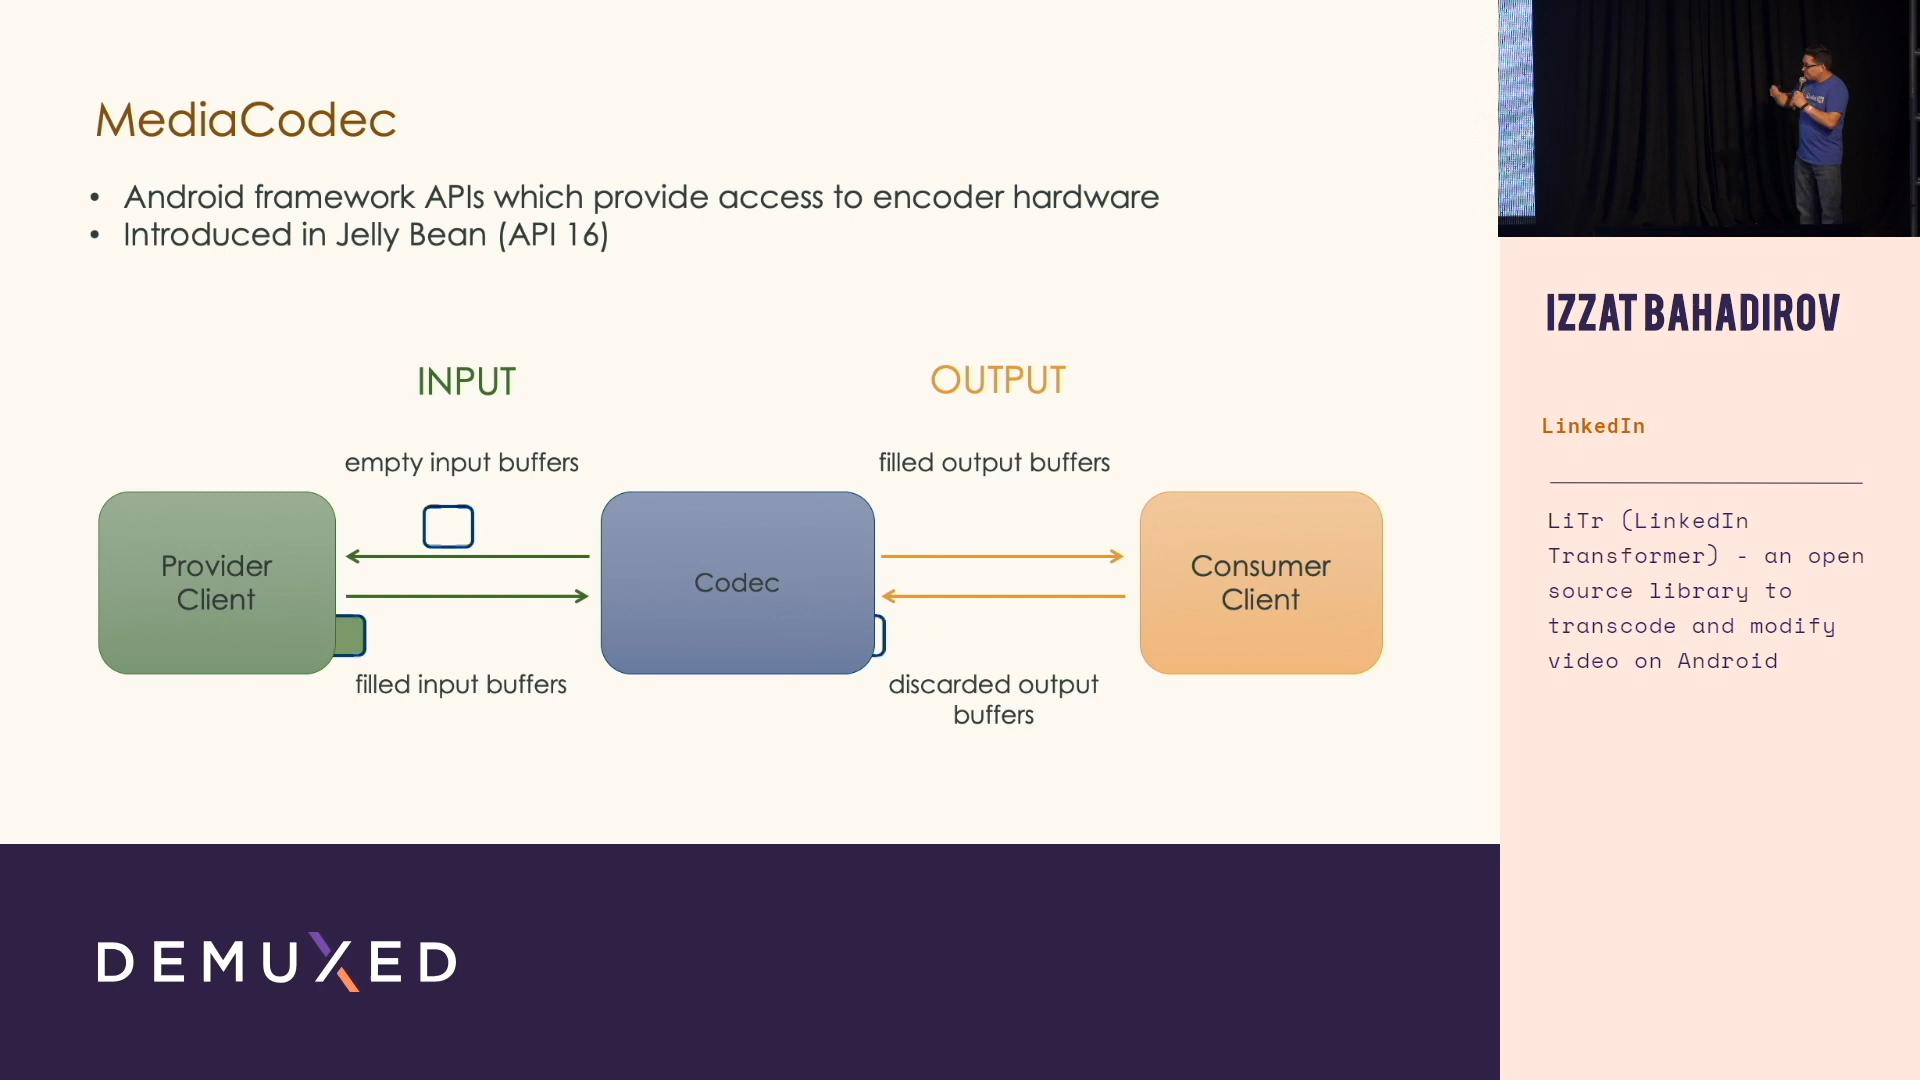 MediaCodec
• Android framework APIs which provide access to encoder hardware
• Introduced in Jelly Bean (API 16)
INPUT
OUTPUT
empty input buffers
filled output buffers
Provider
Client
Codec
Consumer
Client
filled input buffers
discarded output
buffers
DEMUXED
IZZAT BAHADIROV
LinkedIn
LiTr (LinkedIn
Transformer) - an open
source library to
transcode and modify
video on Android